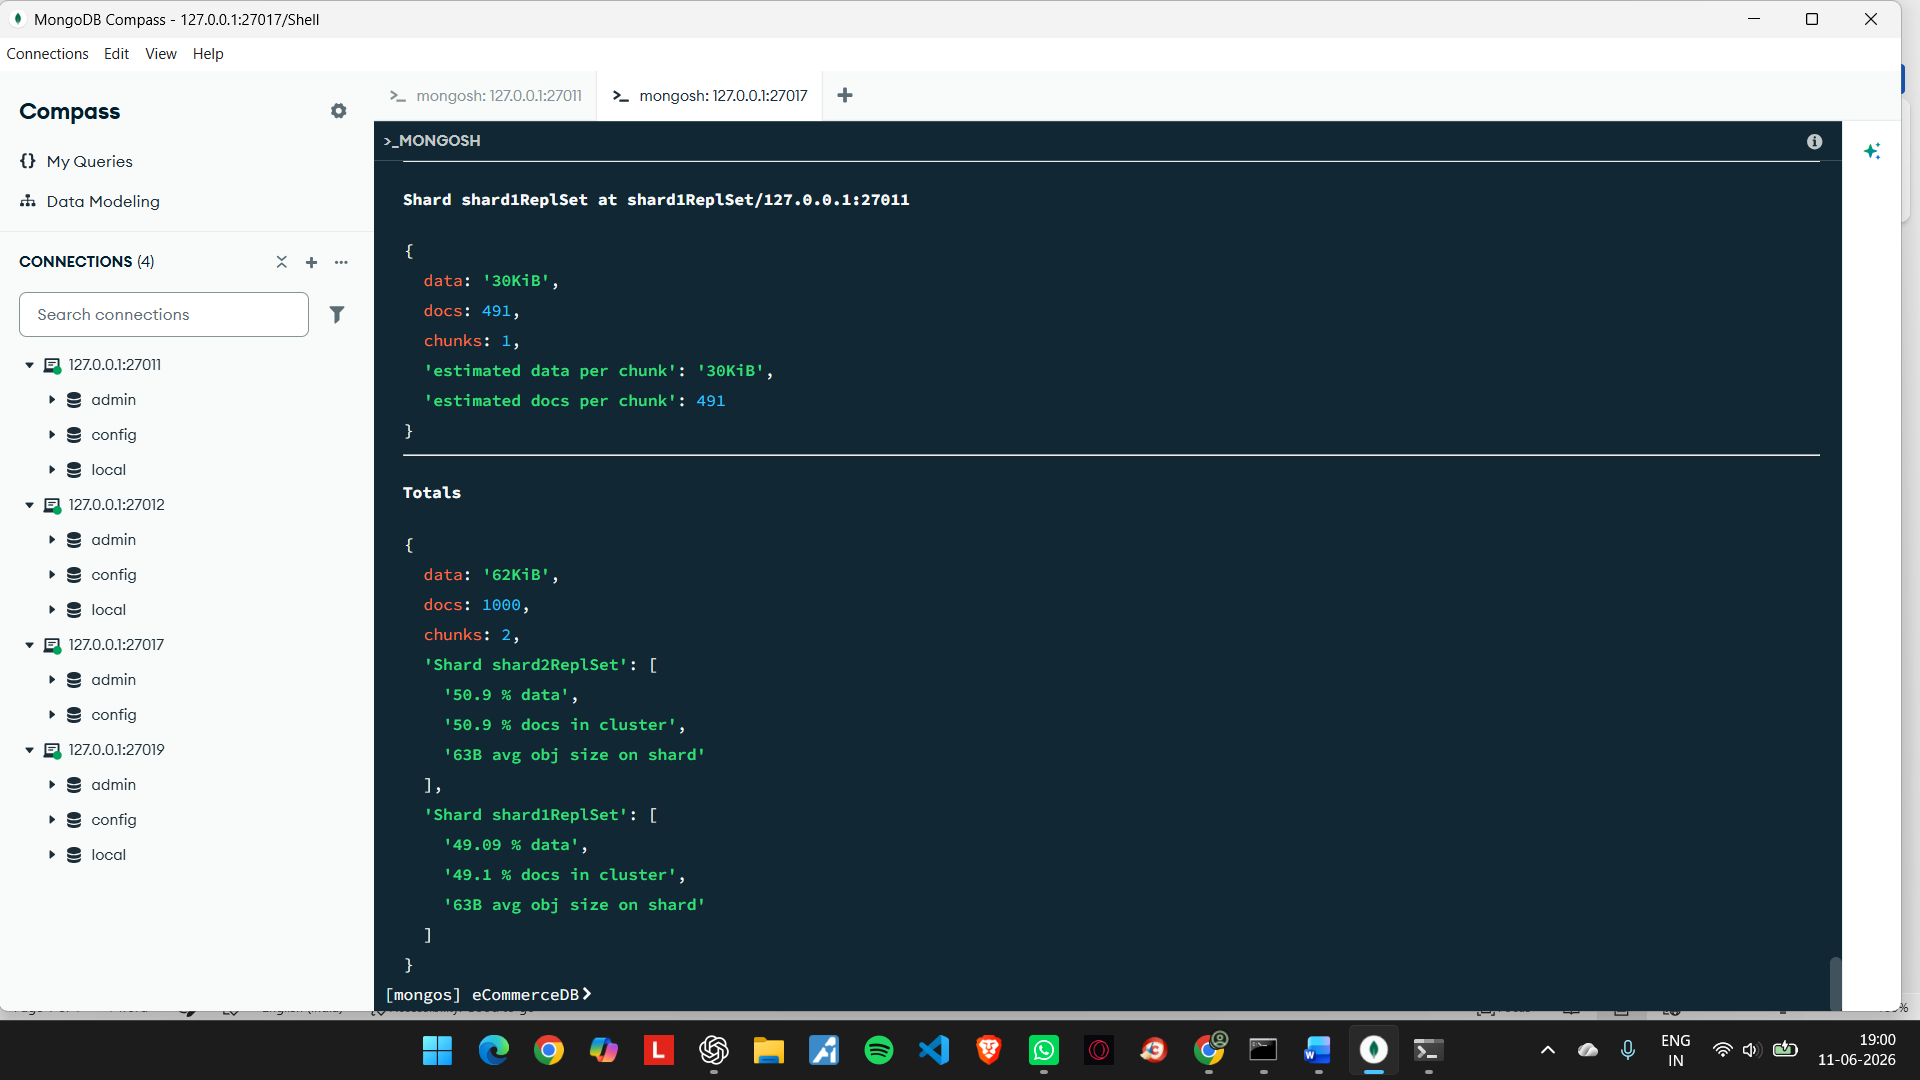 MongoDB Compass - 127.0.0.1:27017/Shell
Connections Edit View Help
Compass
My Queries
Data Modeling
CONNECTIONS (4)
Search connections
127.0.0.1:27011
admin
config
local
127.0.0.1:27012
admin
config
local
127.0.0.1:27017
admin
config
127.0.0.1:27019
admin
config
local
mongosh: 127.0.0.1:27011
mongosh: 127.0.0.1:27017
>_MONGOSH
Shard shard1ReplSet at shard1ReplSet/127.0.0.1:27011
{
data: '30KiB',
docs: 491,
chunks: 1,
'estimated data per chunk': '30KiB',
'estimated docs per chunk': 491
}
Totals
{
data: '62KiB',
docs: 1000,
chunks: 2,
'Shard shard2ReplSet': [
'50.9 % data',
'50.9 % docs in cluster',
'63B avg obj size on shard'
],
'Shard shard1ReplSet': [
'49.09 % data',
'49.1 % docs in cluster',
'63B avg obj size on shard'
]
}
[mongos] eCommerceDB>
ENG
IN
19:00
11-06-2026